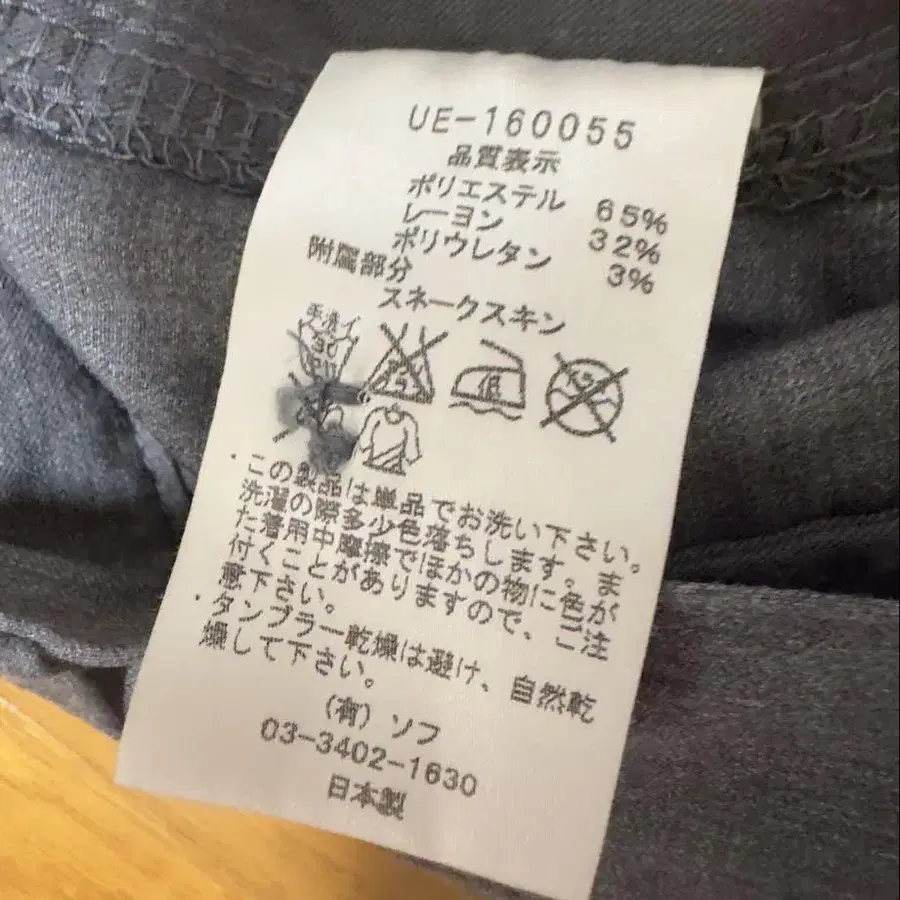 UE-160055
品質表示
ポリエステル 65%
レーヨン 32%
ポリウレタン 3%
附属部分
スネークスキン
手洗イ
30
低
・この製品は単品でお洗い下さい。
洗濯の際多少色落ちします。ま
た着用中摩擦でほかの物に色が
付くことがありますので、ご注
意下さい。
・タンブラー乾燥は避け、自然乾
燥して下さい。
(有)ソフ
03-3402-1630
日本製